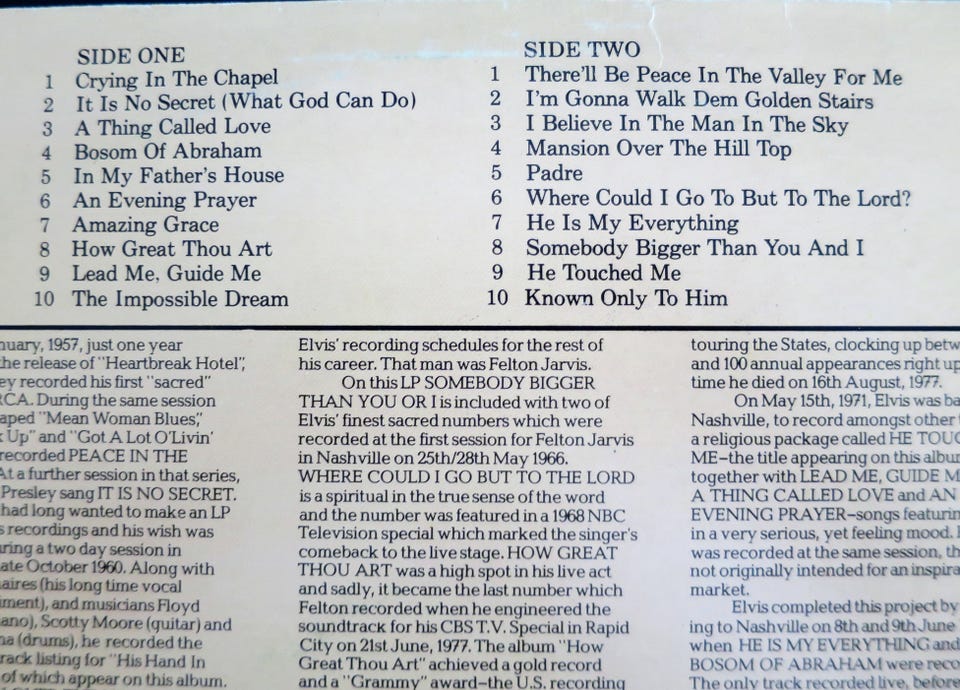 SIDE ONE
1 Crying In The Chapel
2 It Is No Secret (What God Can Do)
3 A Thing Called Love
4 Bosom Of Abraham
5 In My Father's House
6 An Evening Prayer
7 Amazing Grace
8 How Great Thou Art
9 Lead Me, Guide Me
10 The Impossible Dream
SIDE TWO
1 There'll Be Peace In The Valley For Me
2 I'm Gonna Walk Dem Golden Stairs
3 I Believe In The Man In The Sky
4 Mansion Over The Hill Top
5 Padre
6 Where Could I Go To But To The Lord?
7 He Is My Everything
8 Somebody Bigger Than You And I
9 He Touched Me
10 Known Only To Him
nuary, 1957, just one year
the release of "Heartbreak Hotel",
ey recorded his first "sacred"
RCA. During the same session
aped "Mean Woman Blues",
Up" and "Got A Lot O'Livin'
recorded PEACE IN THE
At a further session in that series,
Presley sang IT IS NO SECRET.
had long wanted to make an LP
s recordings and his wish was
uring a two day session in
ate October 1960. Along with
aires (his long time vocal
iment), and musicians Floyd
ano), Scotty Moore (guitar) and
na (drums), he recorded the
rack listing for "His Hand In
of which appear on this album.
Elvis' recording schedules for the rest of
his career. That man was Felton Jarvis.
On this LP SOMEBODY BIGGER
THAN YOU OR I is included with two of
Elvis' finest sacred numbers which were
recorded at the first session for Felton Jarvis
in Nashville on 25th/28th May 1966.
WHERE COULD I GO BUT TO THE LORD
is a spiritual in the true sense of the word
and the number was featured in a 1968 NBC
Television special which marked the singer's
comeback to the live stage. HOW GREAT
THOU ART was a high spot in his live act
and sadly, it became the last number which
Felton recorded when he engineered the
soundtrack for his CBS T.V. Special in Rapid
City on 21st June, 1977. The album "How
Great Thou Art" achieved a gold record
and a "Grammy" award–the U.S. recording
touring the States, clocking up betw
and 100 annual appearances right up
time he died on 16th August, 1977.
On May 15th, 1971, Elvis was ba
Nashville, to record amongst other
a religious package called HE TOUC
ME–the title appearing on this albu
together with LEAD ME, GUIDE M
A THING CALLED LOVE and AN
EVENING PRAYER–songs featurin
in a very serious, yet feeling mood.
was recorded at the same session, th
not originally intended for an inspira
market.
Elvis completed this project by
ing to Nashville on 8th and 9th June
when HE IS MY EVERYTHING and
BOSOM OF ABRAHAM were reco
The only track recorded live, before